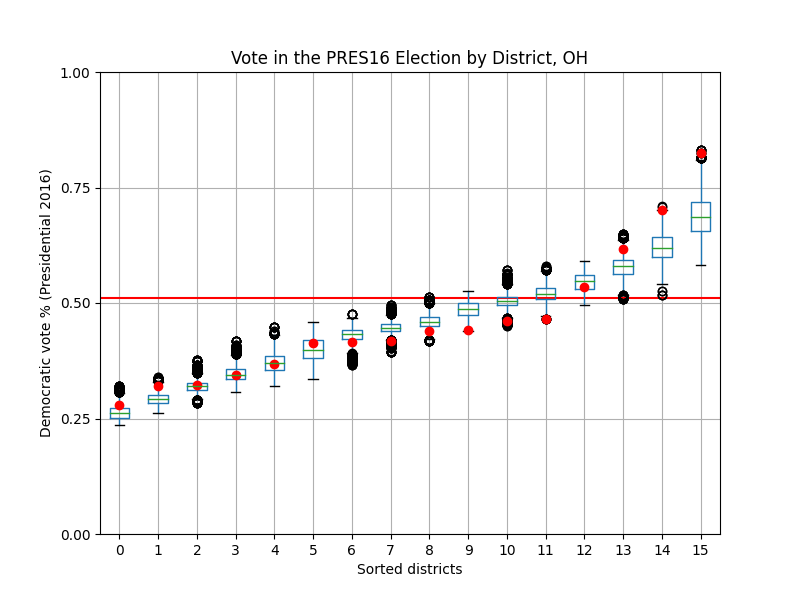 Vote in the PRES16 Election by District, OH
1.00
0.75
0.50
0.25
0.00
Democratic vote % (Presidential 2016)
0 1 2 3 4 5 6 7 8 9 10 11 12 13 14 15
Sorted districts